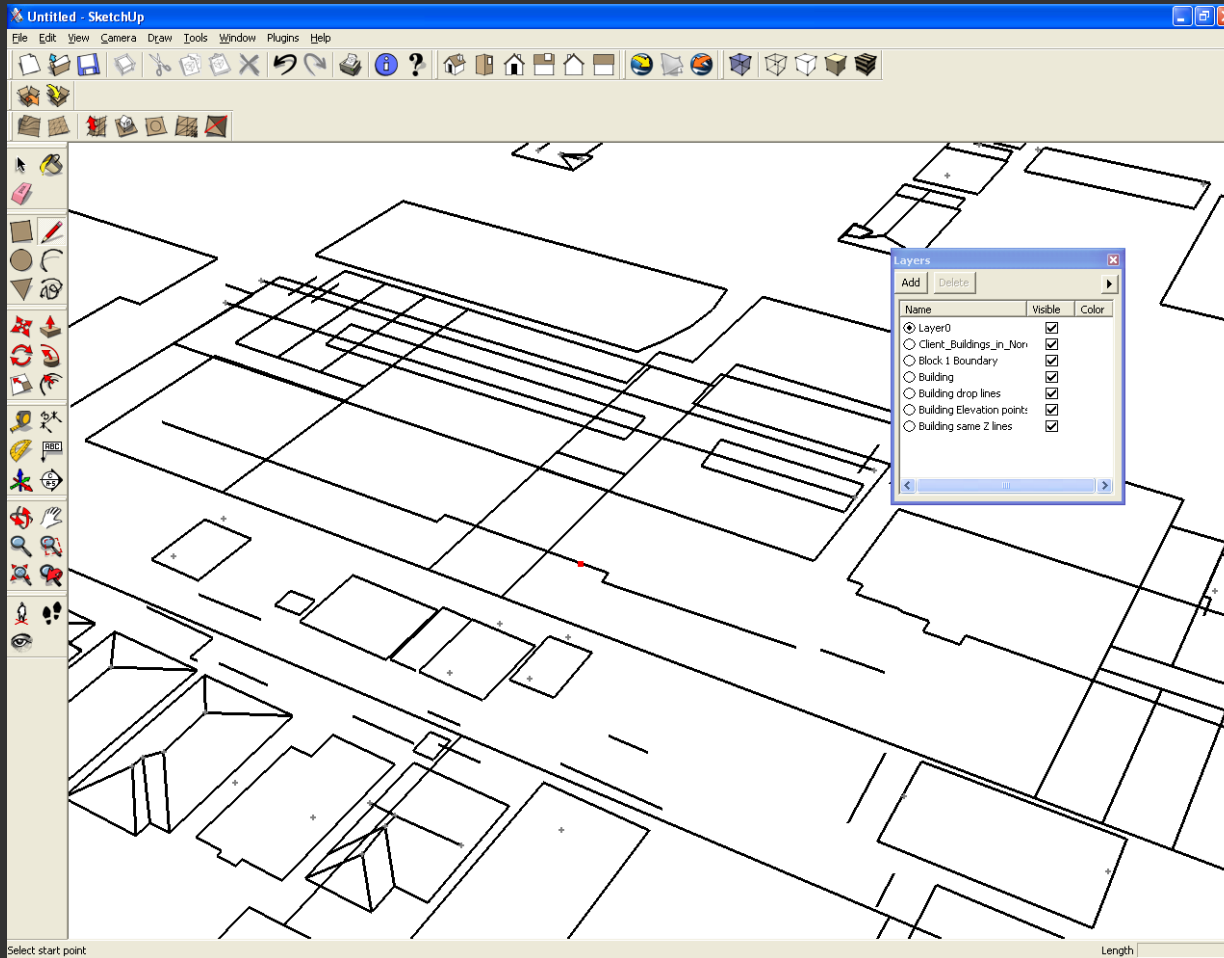 Untitled - SketchUp
File Edit View Camera Draw Tools Window Plugins Help
ABC
Layers
Add Delete
Name Visible Color
Layer0
Client_Buildings_in_Nor
Block 1 Boundary
Building
Building drop lines
Building Elevation points
Building same Z lines
Select start point
Length